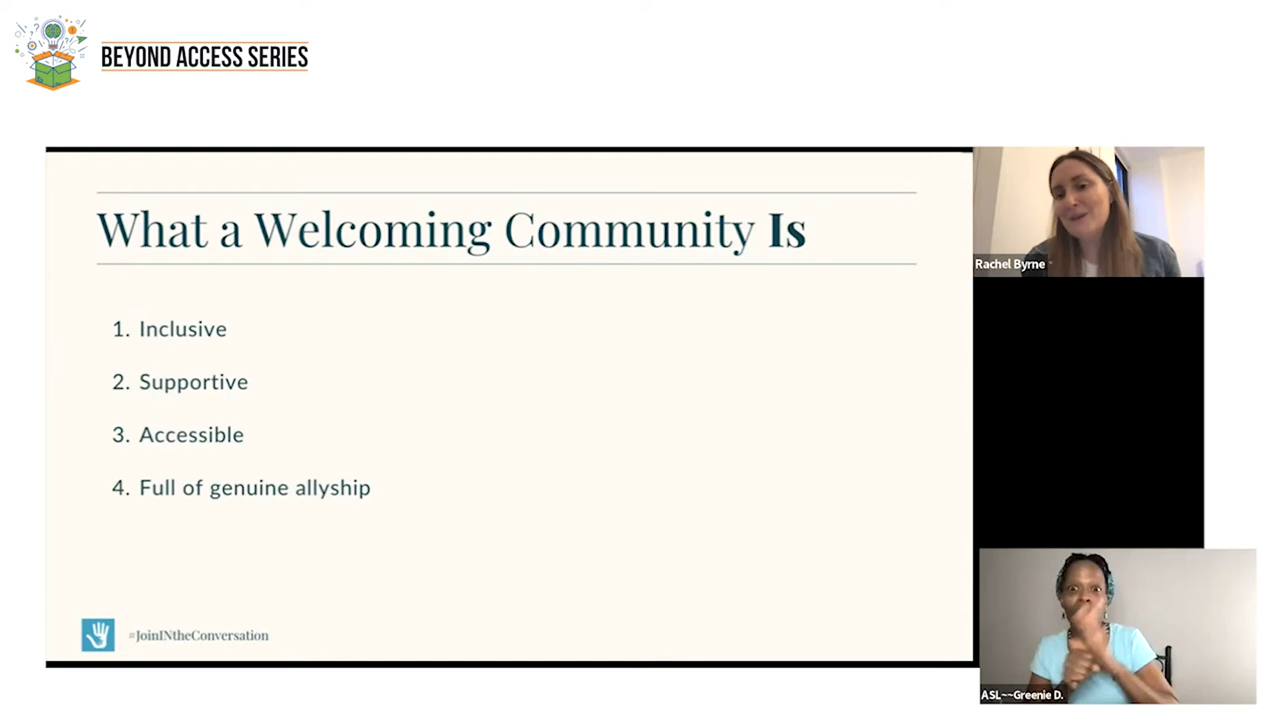 BEYOND ACCESS SERIES
What a Welcoming Community Is
1. Inclusive
2. Supportive
3. Accessible
4. Full of genuine allyship
#JoinINtheConversation
Rachel Byrne
ASL~~Greenie D.